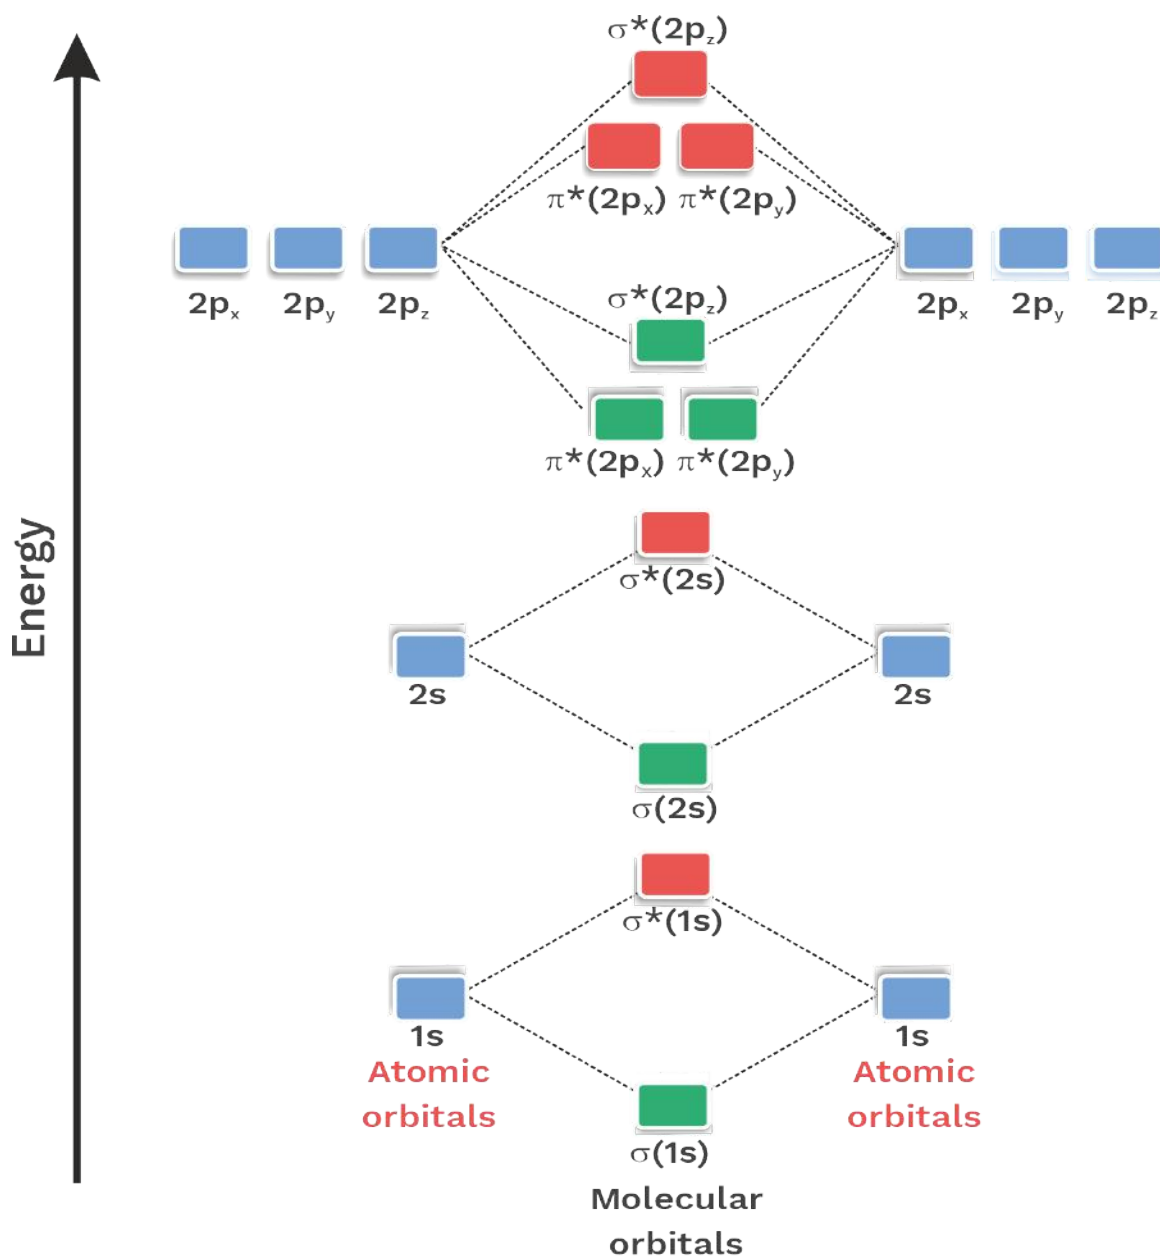 σ*(2pz)
π*(2px) π*(2py)
2px 2py 2pz
σ*(2pz)
2px 2py 2pz
π*(2px) π*(2py)
Energy
σ*(2s)
2s
2s
σ(2s)
σ*(1s)
1s
1s
Atomic
orbitals
Atomic
orbitals
σ(1s)
Molecular
orbitals